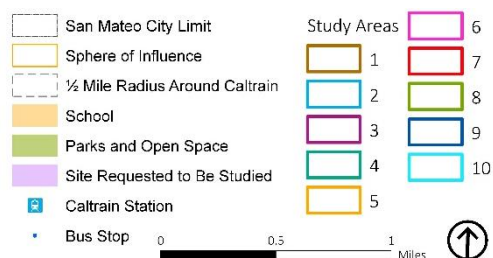 San Mateo City Limit
Sphere of Influence
½ Mile Radius Around Caltrain
School
Parks and Open Space
Site Requested to Be Studied
Caltrain Station
Bus Stop
Study Areas
1
2
3
4
5
6
7
8
9
10
0 0.5 1
Miles